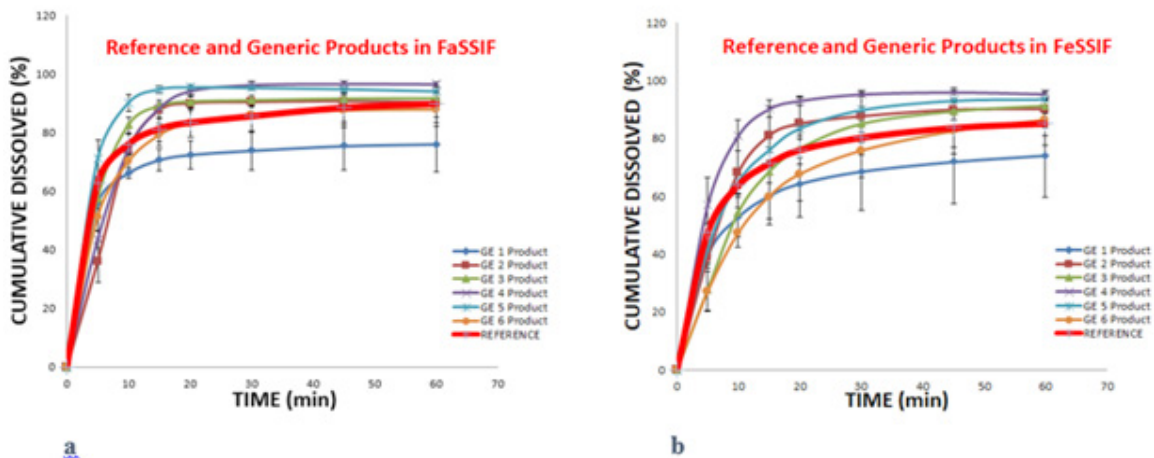 Reference and Generic Products in FaSSIF
CUMULATIVE DISSOLVED (%)
120
100
80
60
40
20
0
0 10 20 30 40 50 60 70
TIME (min)
GE 1 Product
GE 2 Product
GE 3 Product
GE 4 Product
GE 5 Product
GE 6 Product
REFERENCE
a
Reference and Generic Products in FeSSIF
CUMULATIVE DISSOLVED (%)
120
100
80
60
40
20
0
0 10 20 30 40 50 60 70
TIME (min)
GE 1 Product
GE 2 Product
GE 3 Product
GE 4 Product
GE 5 Product
GE 6 Product
REFERENCE
b